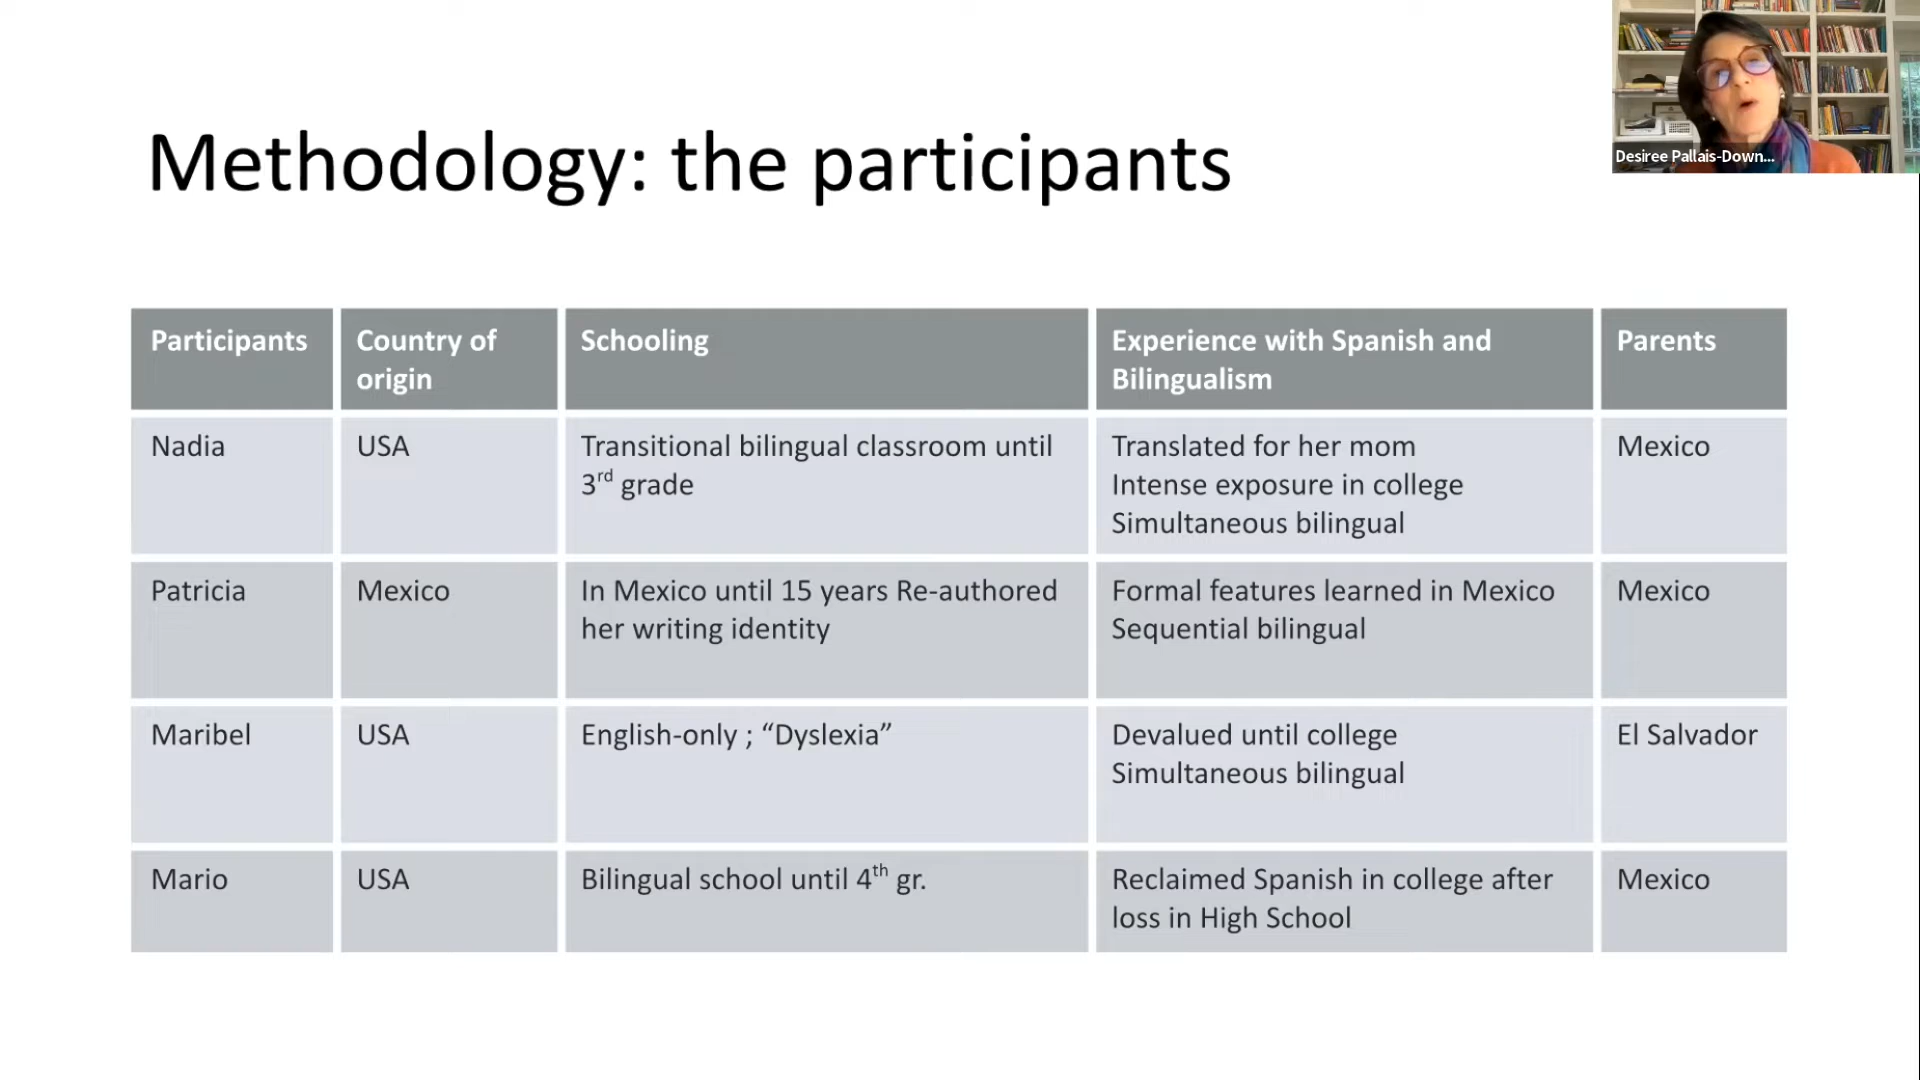 Desiree Pallais-Down...
Methodology: the participants
Participants
Country of
origin
Schooling
Experience with Spanish and
Bilingualism
Parents
Nadia
USA
Transitional bilingual classroom until
3rd grade
Translated for her mom
Intense exposure in college
Simultaneous bilingual
Mexico
Patricia
Mexico
In Mexico until 15 years Re-authored
her writing identity
Formal features learned in Mexico
Sequential bilingual
Mexico
Maribel
USA
English-only ; “Dyslexia”
Devalued until college
Simultaneous bilingual
El Salvador
Mario
USA
Bilingual school until 4th gr.
Reclaimed Spanish in college after
loss in High School
Mexico